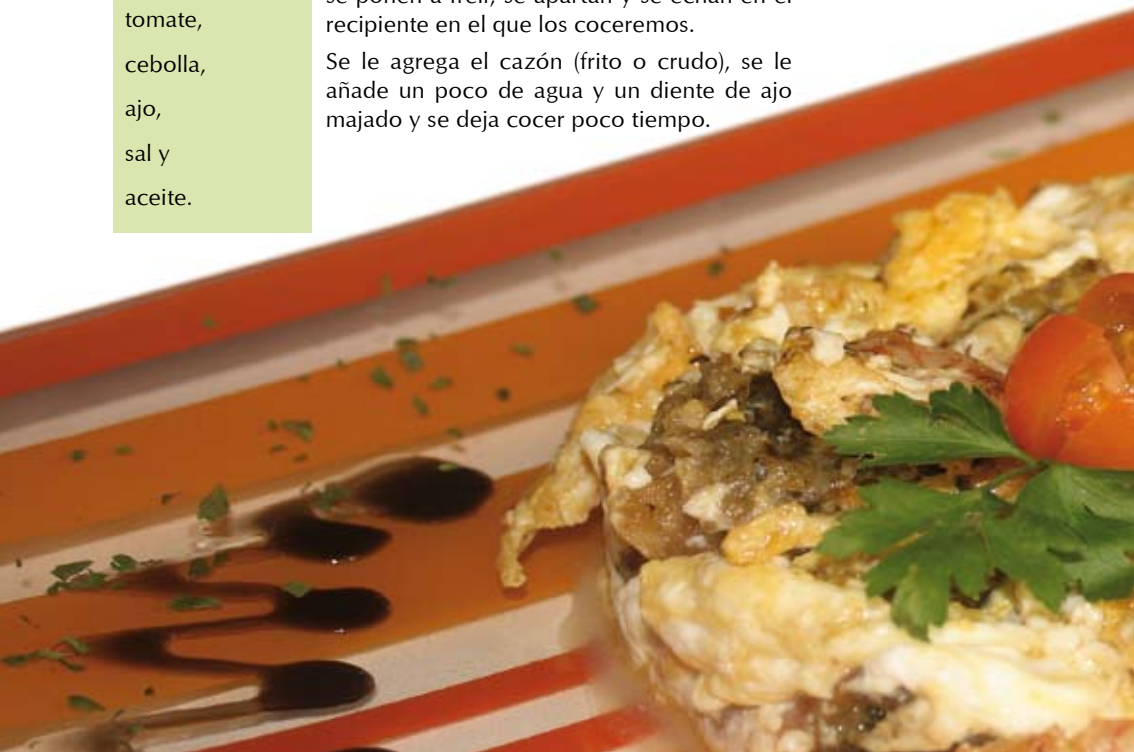 tomate,
cebolla,
ajo,
sal y
aceite.
se ponen a freír, se apartan y se echan en el
recipiente en el que los coceremos.
Se le agrega el cazón (frito o crudo), se le
añade un poco de agua y un diente de ajo
majado y se deja cocer poco tiempo.